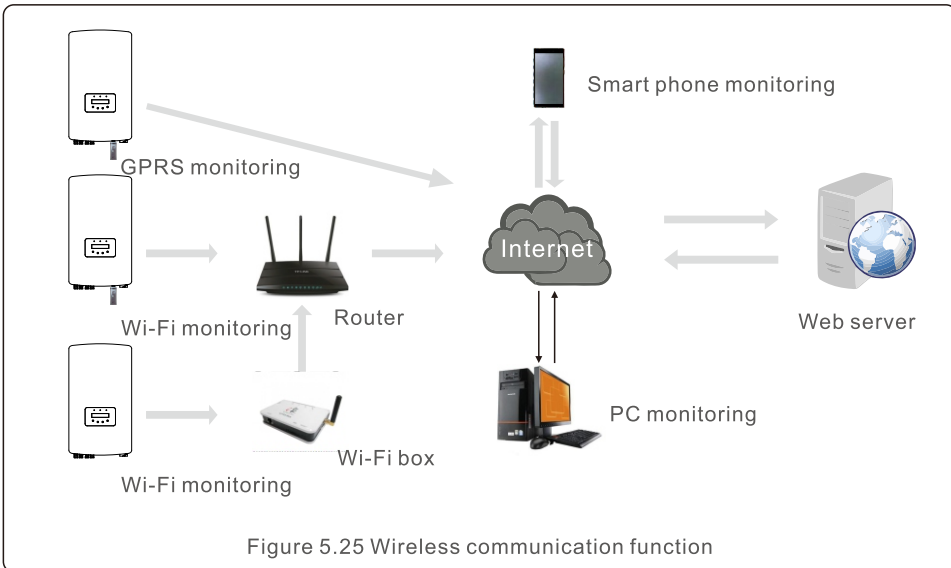 Smart phone monitoring
GPRS monitoring
Internet
Wi-Fi monitoring
Router
Web server
PC monitoring
Wi-Fi box
Wi-Fi monitoring
Figure 5.25 Wireless communication function